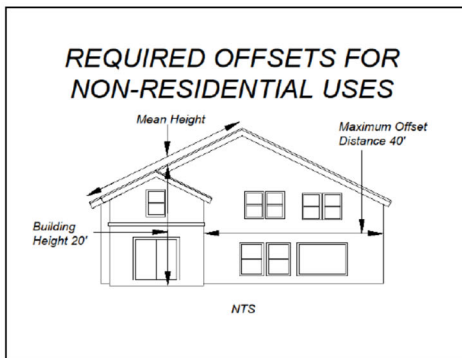 REQUIRED OFFSETS FOR
NON-RESIDENTIAL USES
Mean Height
Maximum Offset
Distance 40'
Building
Height 20'
NTS